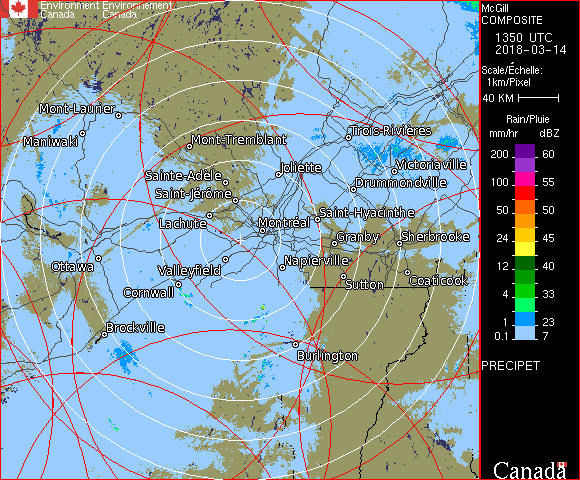 Environment Environnement
Canada Canada
McGill
COMPOSITE
1350 UTC
2018-03-14
Scale/Échelle:
1km/Pixel
40 KM
Rain/Pluie
mm/hr dBZ
200 60
100 55
50 50
24 45
12 40
4 33
1 23
0.1 7
PRECIPET
Canada
Mont-Laurier
Maniwaki
Mont-Tremblant
Trois-Rivières
Joliette
Victoriaville
Sainte-Adèle
Drummondville
Saint-Jérôme
Lachute
Montréal
Saint-Hyacinthe
Granby
Sherbrooke
Ottawa
Valleyfield
Napierville
Cornwall
Sutton
Coaticook
Brockville
Burlington